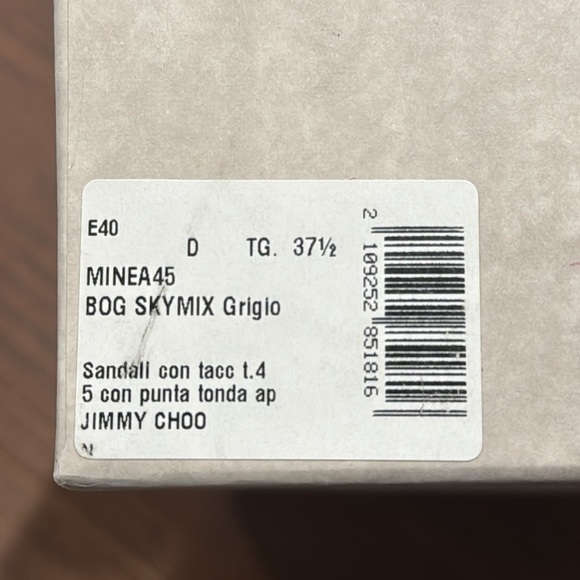 E40
D TG. 37½
MINEA45
BOG SKYMIX Grigio
Sandali con tacc t.4
5 con punta tonda ap
JIMMY CHOO
N
2 109252 851816